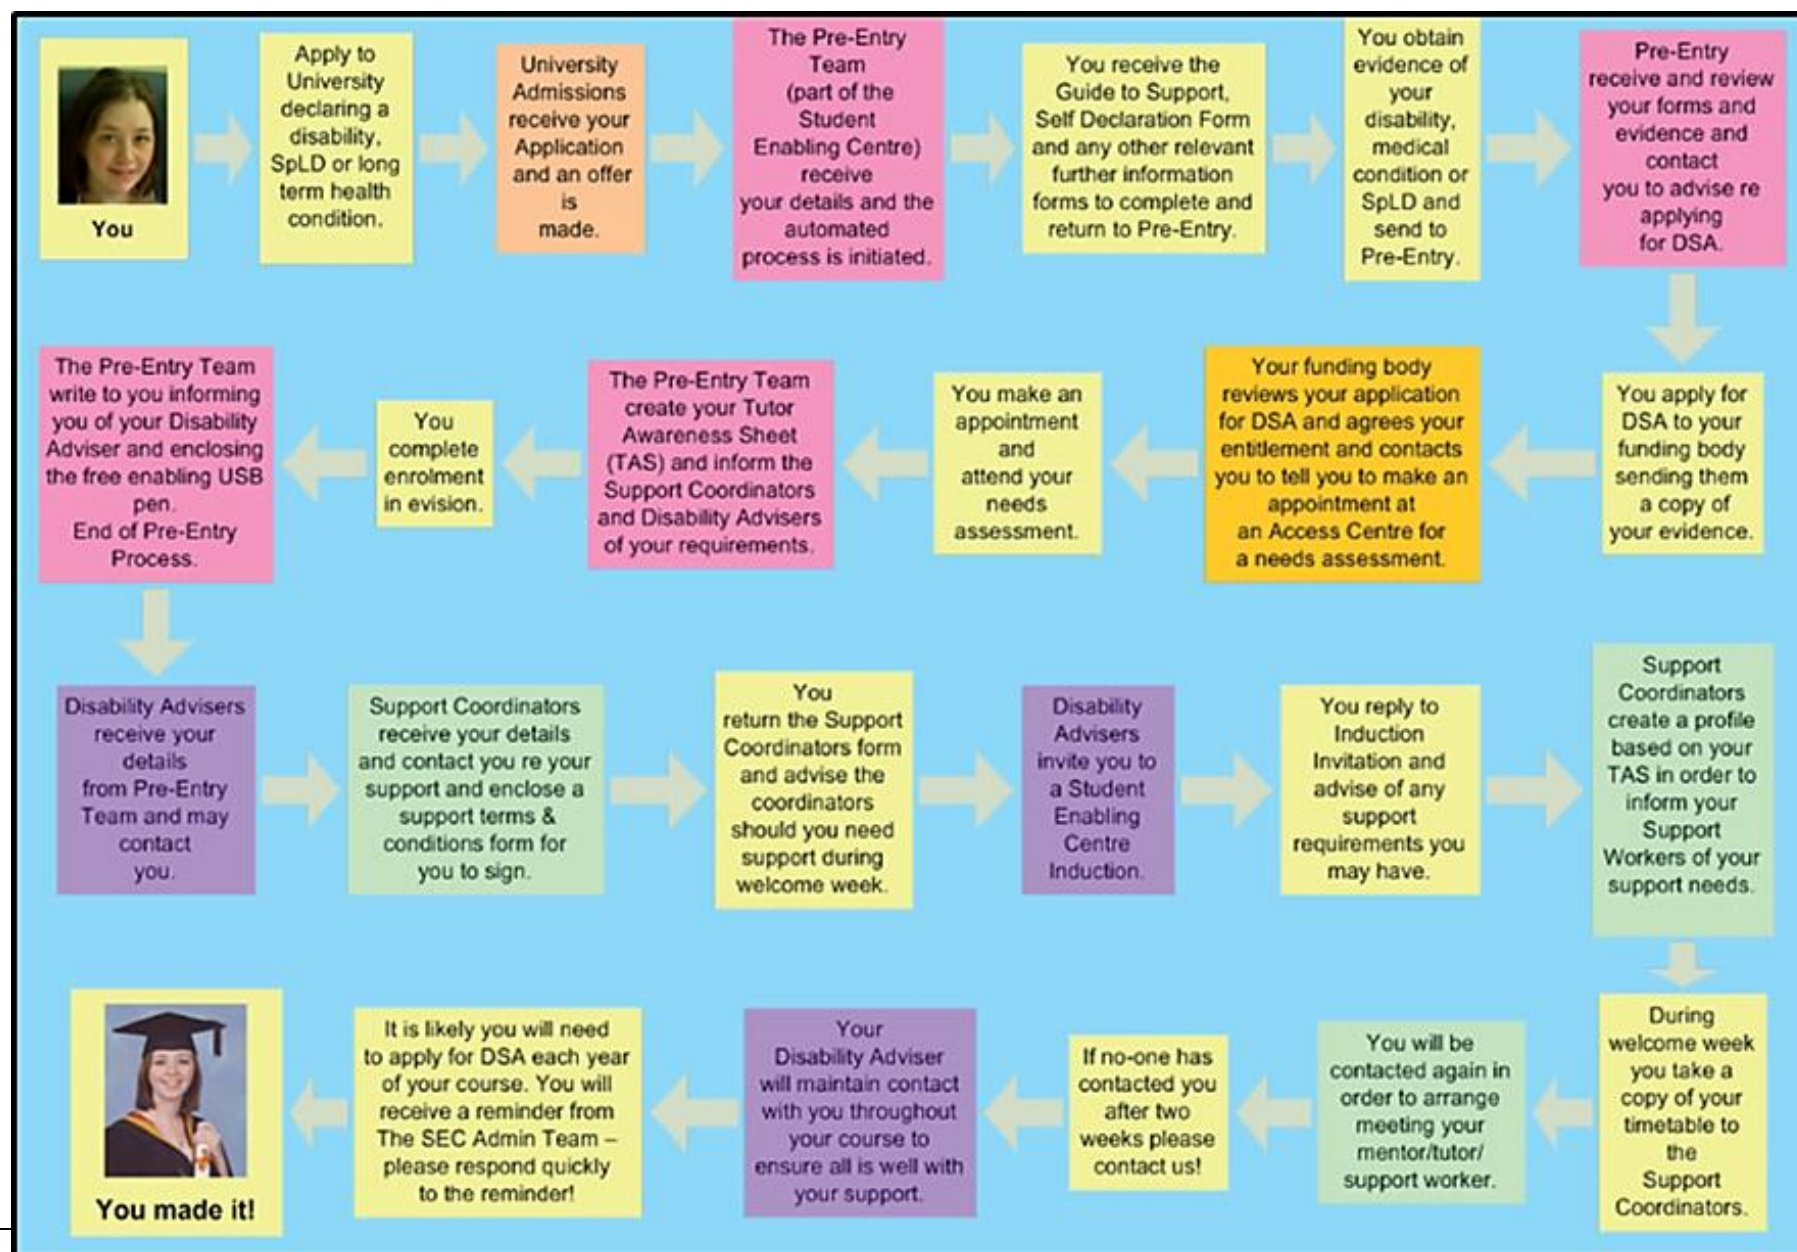 You
Apply to
University
declaring a
disability,
SpLD or long
term health
condition.
University
Admissions
receive your
Application
and an offer
is
made.
The Pre-Entry
Team
(part of the
Student
Enabling Centre)
receive
your details and the
automated
process is initiated.
You receive the
Guide to Support,
Self Declaration Form
and any other relevant
further information
forms to complete and
return to Pre-Entry.
You obtain
evidence of
your
disability,
medical
condition or
SpLD and
send to
Pre-Entry.
Pre-Entry
receive and review
your forms and
evidence and
contact
you to advise re
applying
for DSA.
You apply for
DSA to your
funding body
sending them
a copy of
your evidence.
Your funding body
reviews your application
for DSA and agrees your
entitlement and contacts
you to tell you to make an
appointment at
an Access Centre for
a needs assessment.
You make an
appointment
and
attend your
needs
assessment.
The Pre-Entry Team
create your Tutor
Awareness Sheet
(TAS) and inform the
Support Coordinators
and Disability Advisers
of your requirements.
You
complete
enrolment
in evision.
The Pre-Entry Team
write to you informing
you of your Disability
Adviser and enclosing
the free enabling USB
pen.
End of Pre-Entry
Process.
Disability Advisers
receive your
details
from Pre-Entry
Team and may
contact
you.
Support Coordinators
receive your details
and contact you re your
support and enclose a
support terms &
conditions form for
you to sign.
You
return the Support
Coordinators form
and advise the
coordinators
should you need
support during
welcome week.
Disability
Advisers
invite you to
a Student
Enabling
Centre
Induction.
You reply to
Induction
Invitation and
advise of any
support
requirements you
may have.
Support
Coordinators
create a profile
based on your
TAS in order to
inform your
Support
Workers of your
support needs.
During
welcome week
you take a
copy of your
timetable to
the
Support
Coordinators.
You will be
contacted again in
order to arrange
meeting your
mentor/tutor/
support worker.
If no-one has
contacted you
after two
weeks please
contact us!
Your
Disability Adviser
will maintain contact
with you throughout
your course to
ensure all is well with
your support.
It is likely you will need
to apply for DSA each year
of your course. You will
receive a reminder from
The SEC Admin Team –
please respond quickly
to the reminder!
You made it!